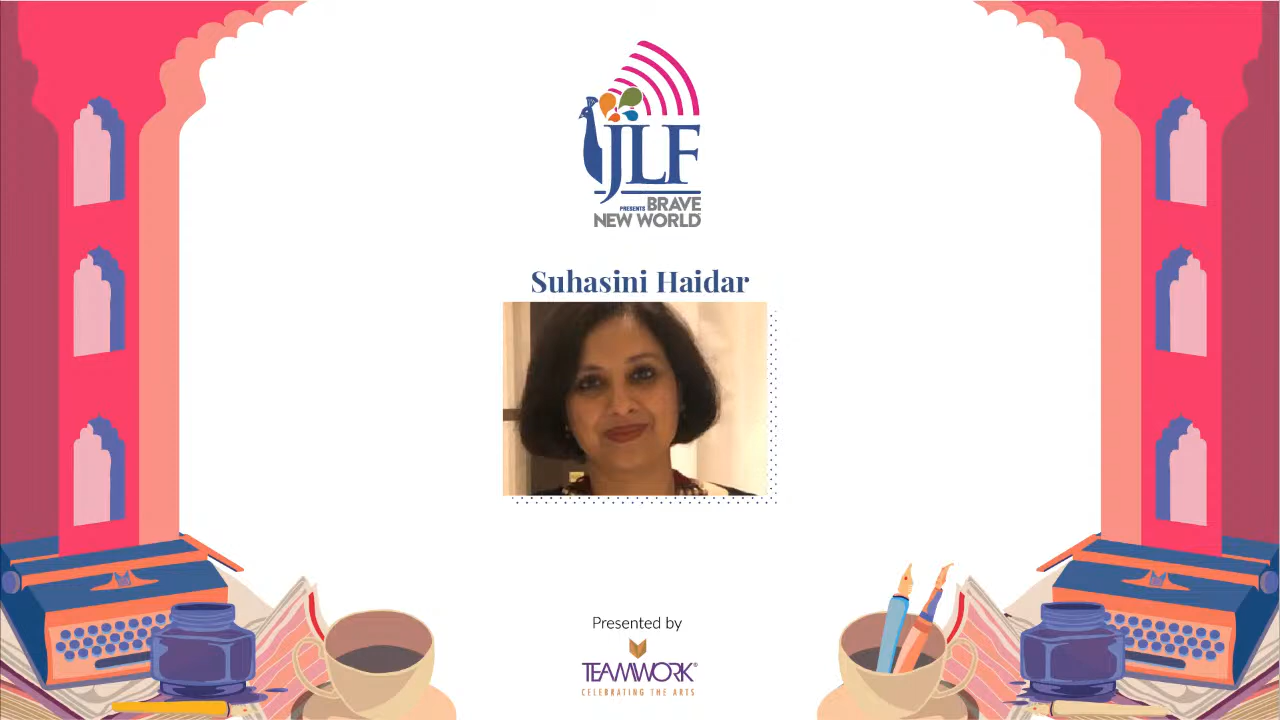 JLF
PRESENTS BRAVE
NEW WORLD
Suhasini Haidar
Presented by
TEAMWORK®
CELEBRATING THE ARTS